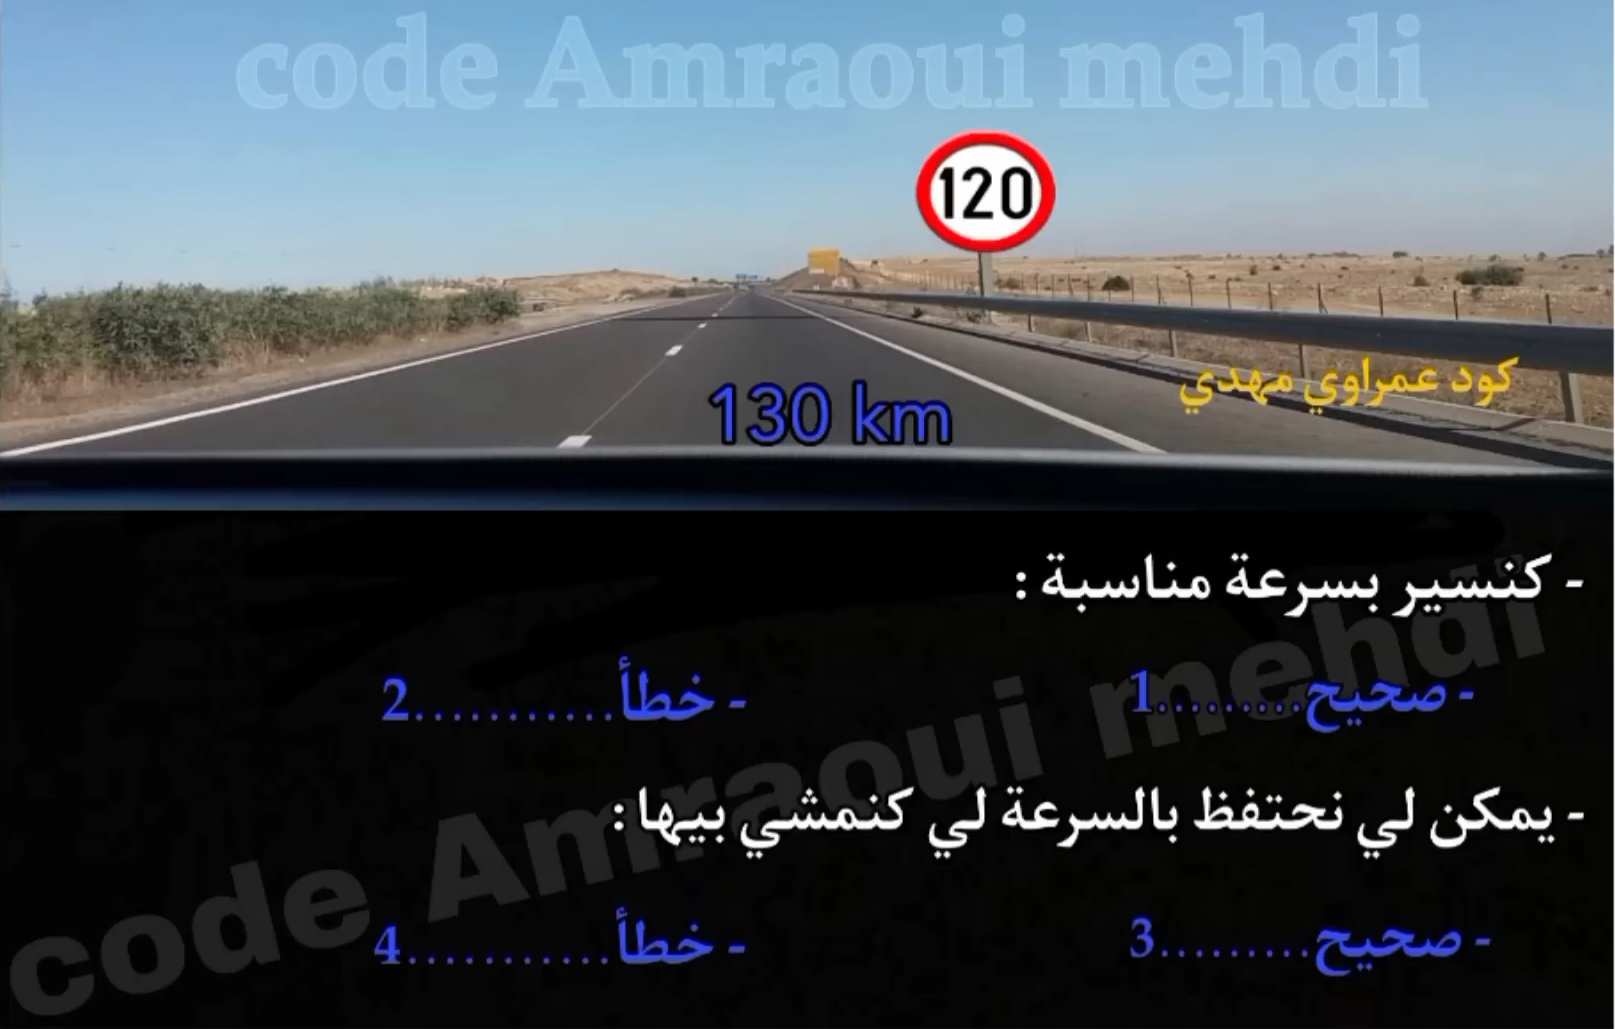 code Amraoui mehdi
120
130 km
كود عمراوي مهدي
- كنسير بسرعة مناسبة :
- صحيح.........1 - خطأ...........2
- يمكن لي نحتفظ بالسرعة لي كنمشي بيها :
- صحيح.........3 - خطأ...........4
code Amraoui mehdi